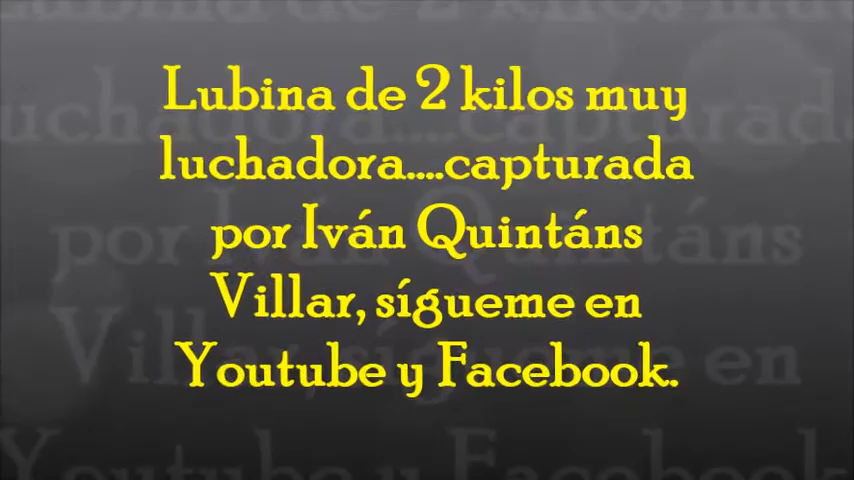 Lubina de 2 kilos muy
luchadora....capturada
por Iván Quintáns
Villar, sígueme en
Youtube y Facebook.